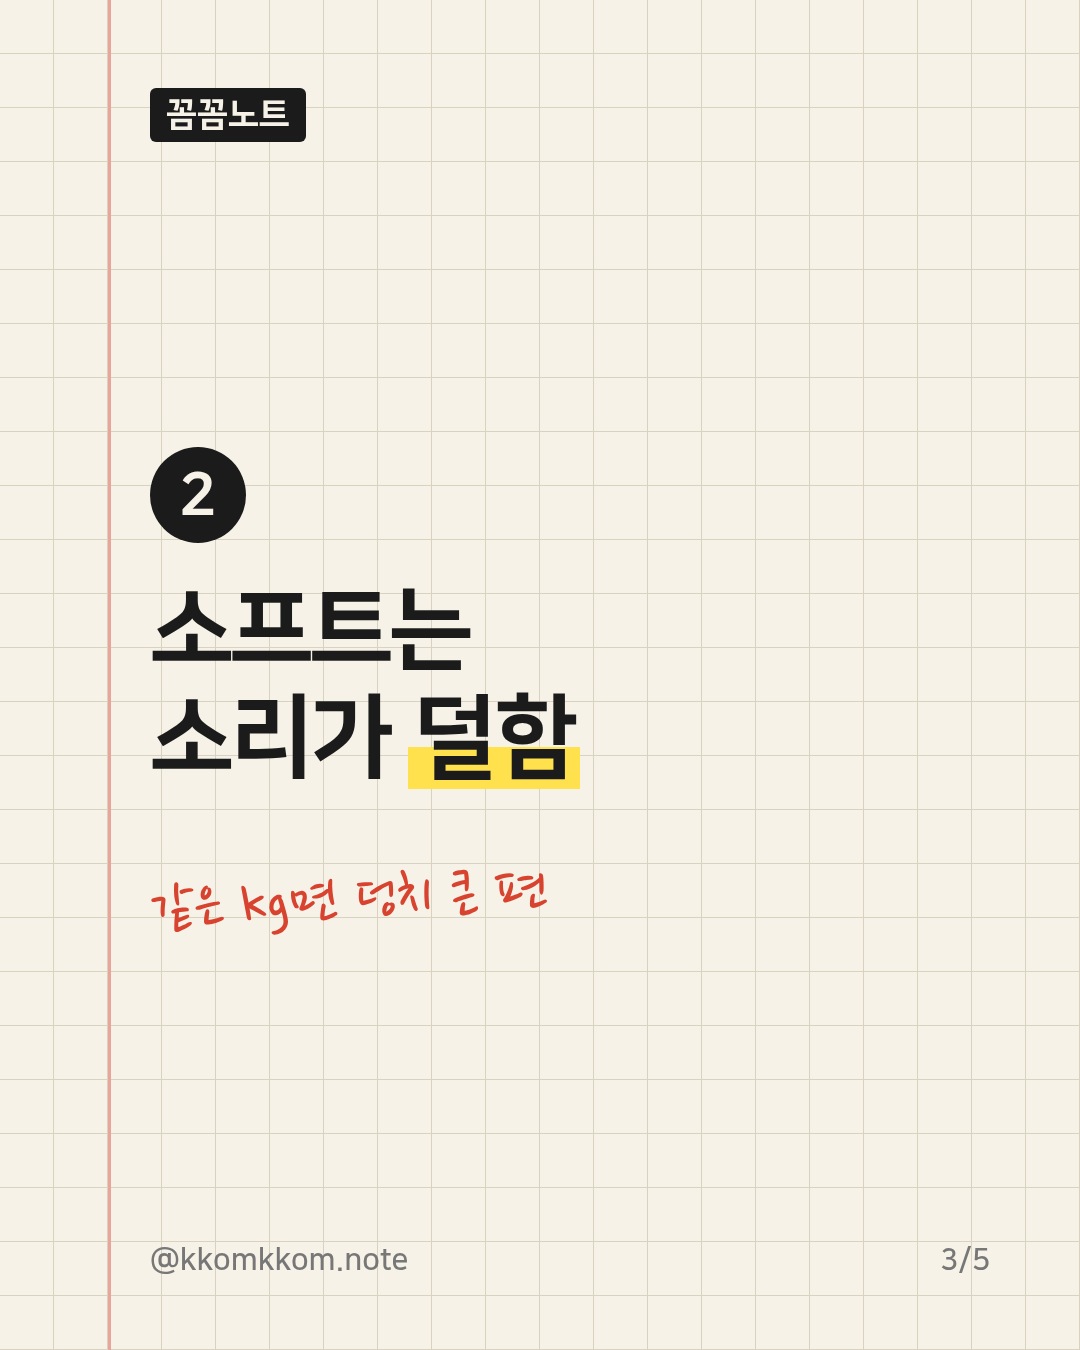 꼼꼼노트
2
소프트는
소리가 덜함
같은 kg면 덩치 큰 편
@kkomkkom.note
3/5